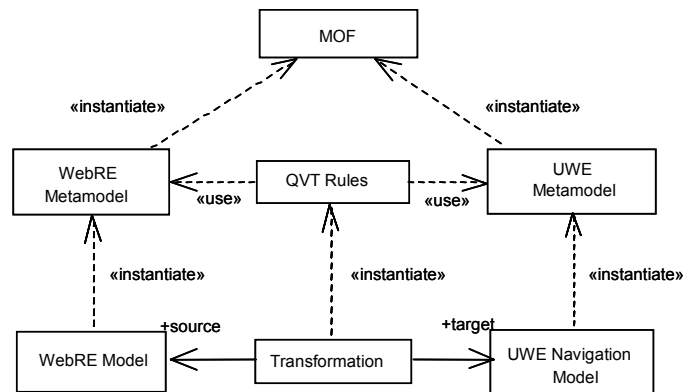 MOF
«instantiate»
«instantiate»
WebRE
Metamodel
QVT Rules
UWE
Metamodel
«use»
«use»
«instantiate»
«instantiate»
«instantiate»
+source
+target
WebRE Model
Transformation
UWE Navigation
Model